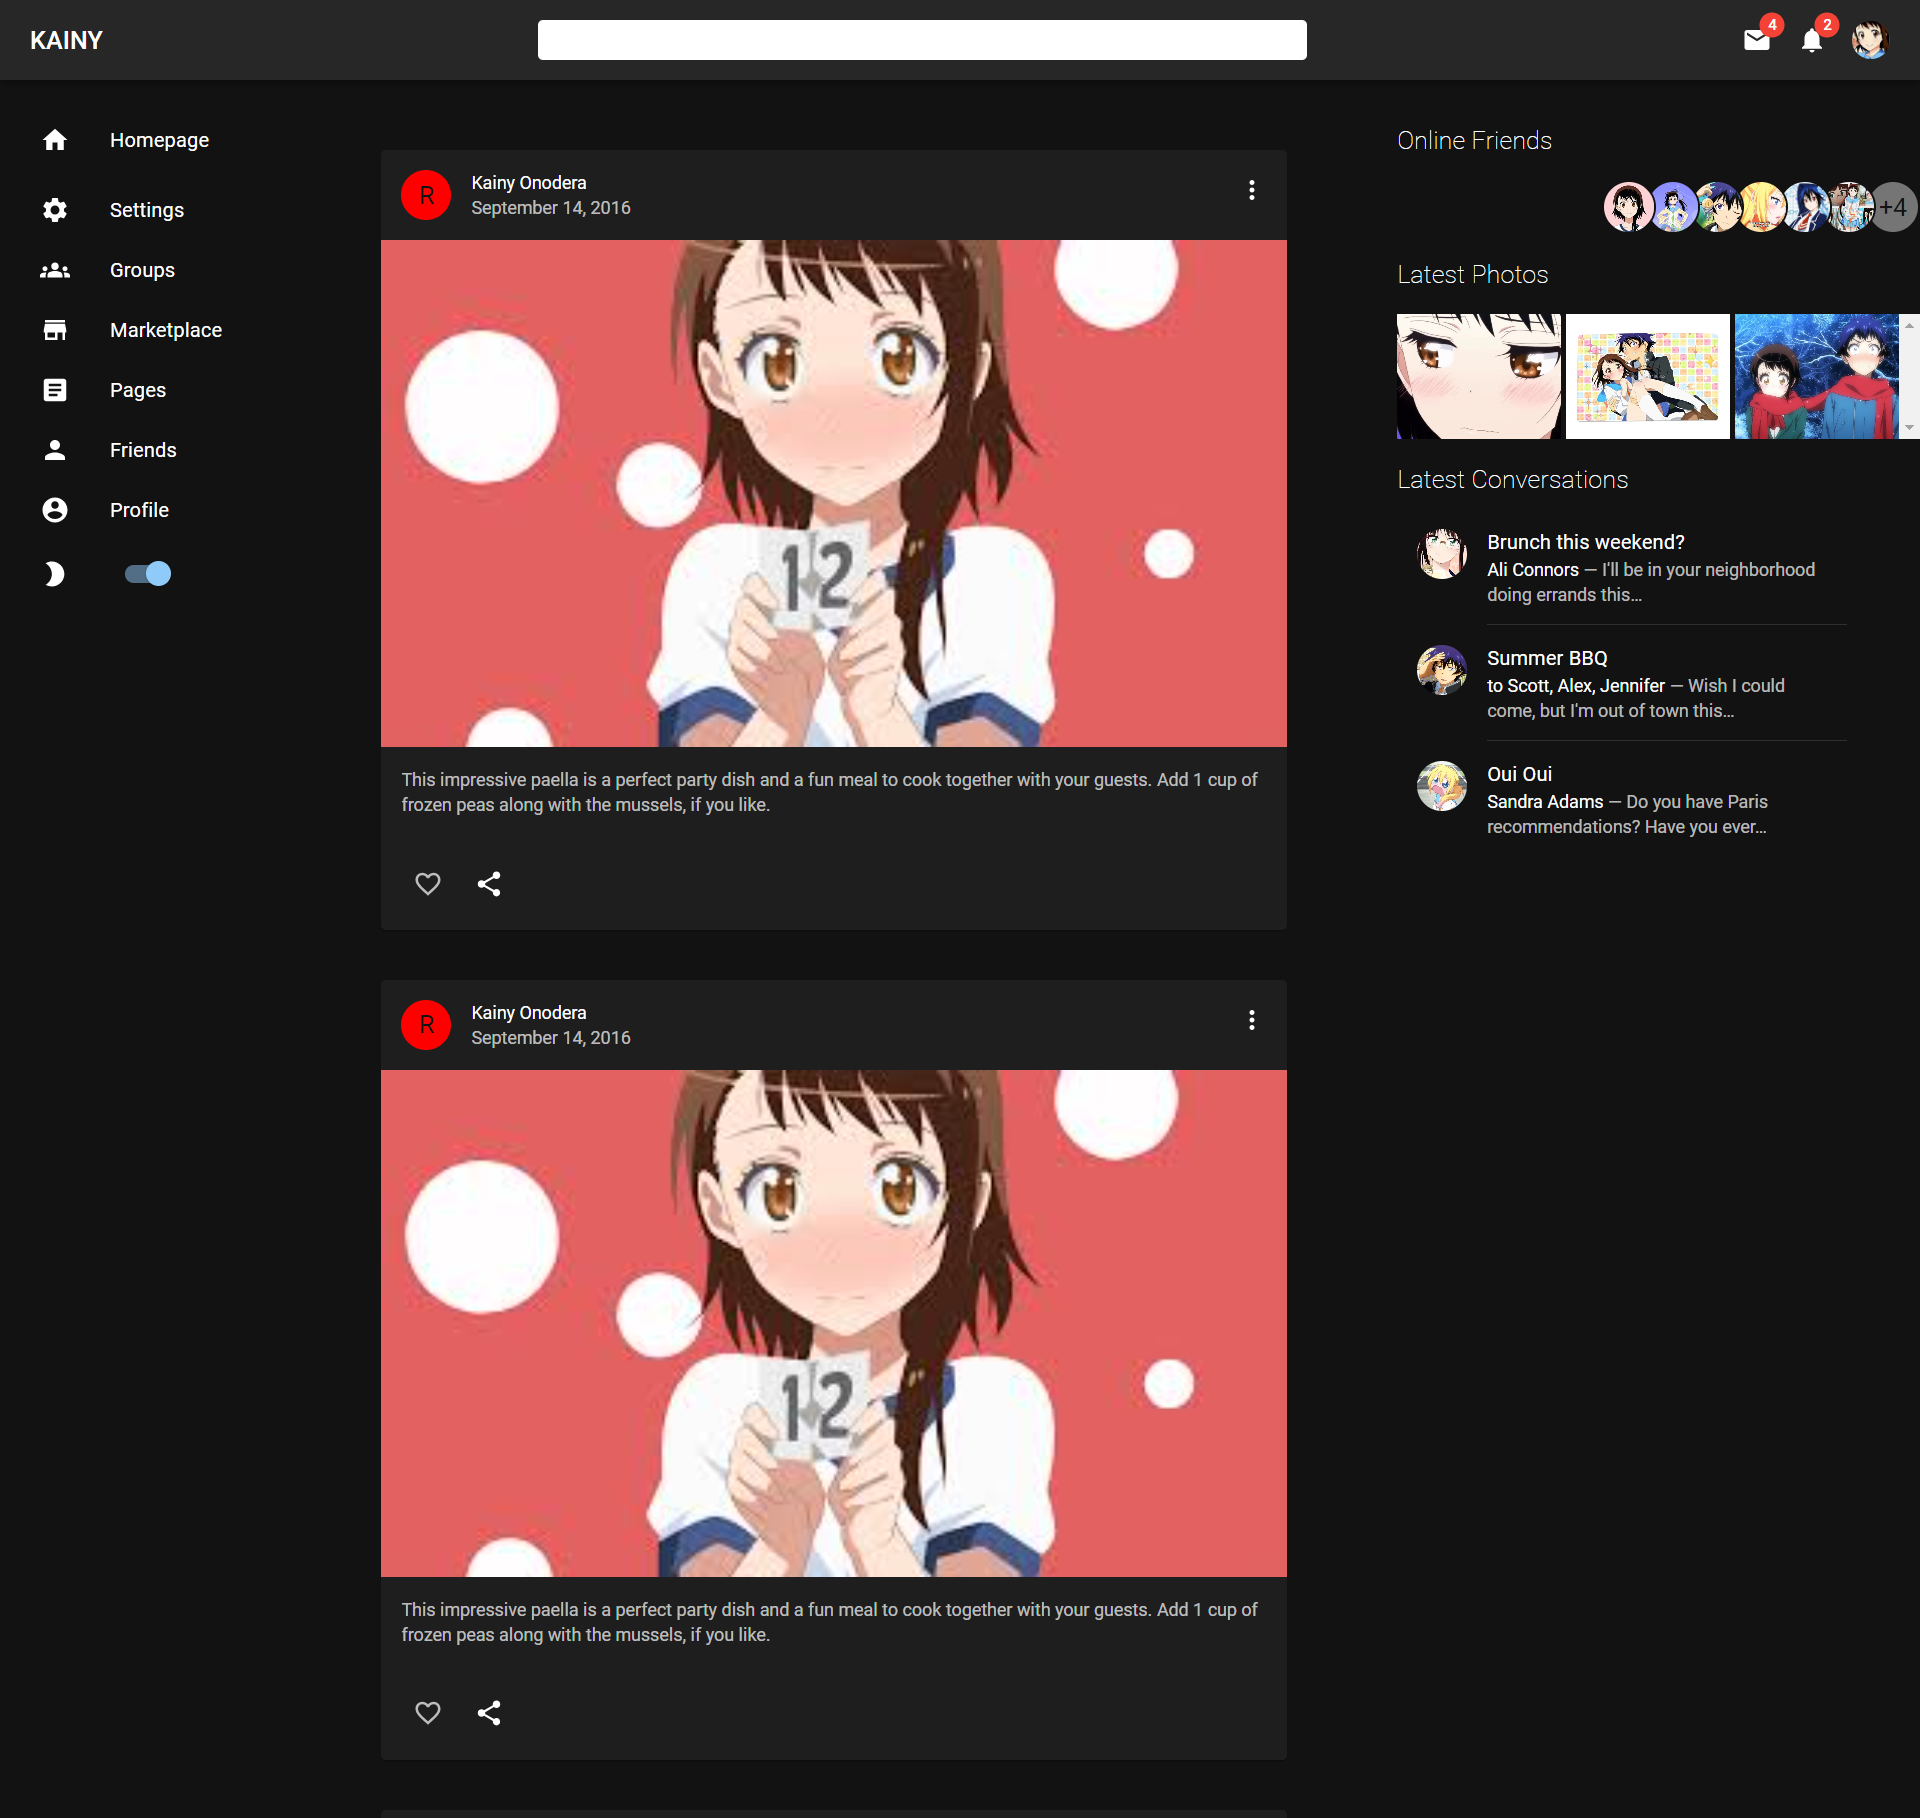 KAINY
4
2
Homepage
Settings
Groups
Marketplace
Pages
Friends
Profile
R
Kainy Onodera
September 14, 2016
12
This impressive paella is a perfect party dish and a fun meal to cook together with your guests. Add 1 cup of
frozen peas along with the mussels, if you like.
R
Kainy Onodera
September 14, 2016
12
This impressive paella is a perfect party dish and a fun meal to cook together with your guests. Add 1 cup of
frozen peas along with the mussels, if you like.
Online Friends
+4
Latest Photos
Latest Conversations
Brunch this weekend?
Ali Connors — I'll be in your neighborhood
doing errands this…
Summer BBQ
to Scott, Alex, Jennifer — Wish I could
come, but I'm out of town this…
Oui Oui
Sandra Adams — Do you have Paris
recommendations? Have you ever…